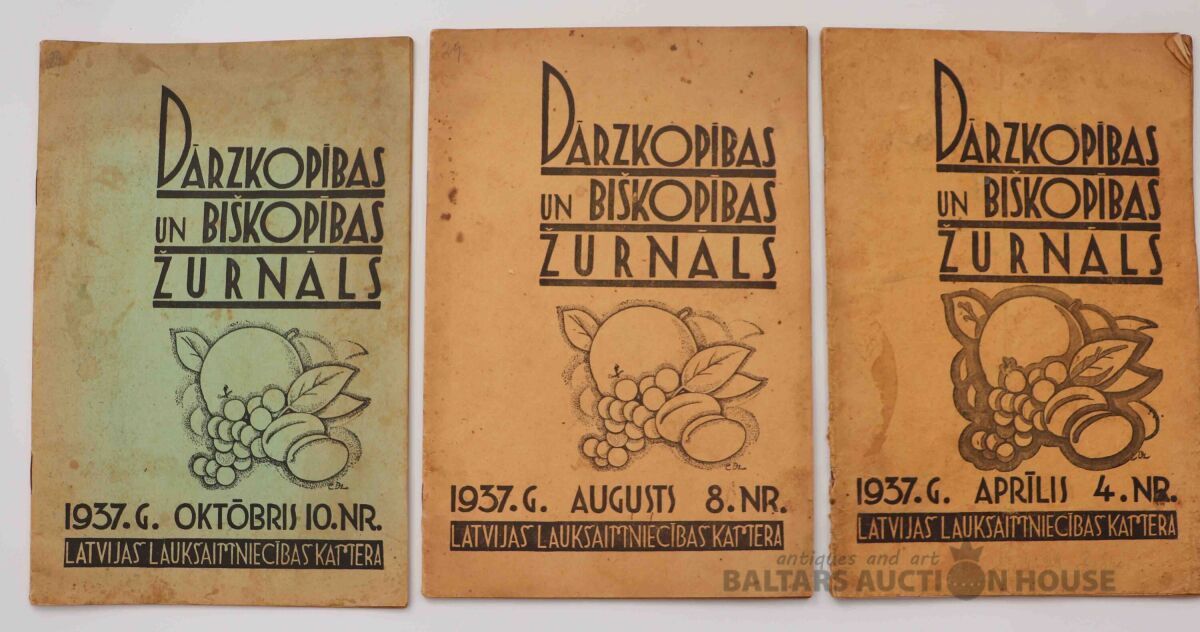 DĀRZKOPĪBAS
UN BIŠKOPĪBAS
ŽURNĀLS
1937. G. OKTŌBRIS 10. NR.
LATVIJAS LAUKSAIMNIECĪBAS KAMERA
29.
DĀRZKOPĪBAS
UN BIŠKOPĪBAS
ŽURNĀLS
1937. G. AUGUSTS 8. NR.
LATVIJAS LAUKSAIMNIECĪBAS KAMERA
DĀRZKOPĪBAS
UN BIŠKOPĪBAS
ŽURNĀLS
1937. G. APRĪLIS 4. NR.
LATVIJAS LAUKSAIMNIECĪBAS KAMERA
antiques and art
BALTARS AUCTION HOUSE